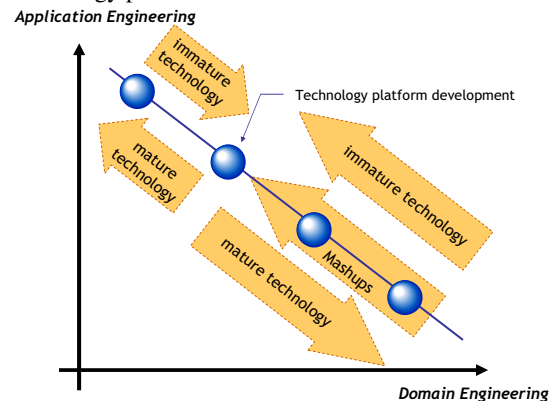 Application Engineering
immature
technology
Technology platform development
mature
technology
immature technology
mature technology
Mashups
Domain Engineering